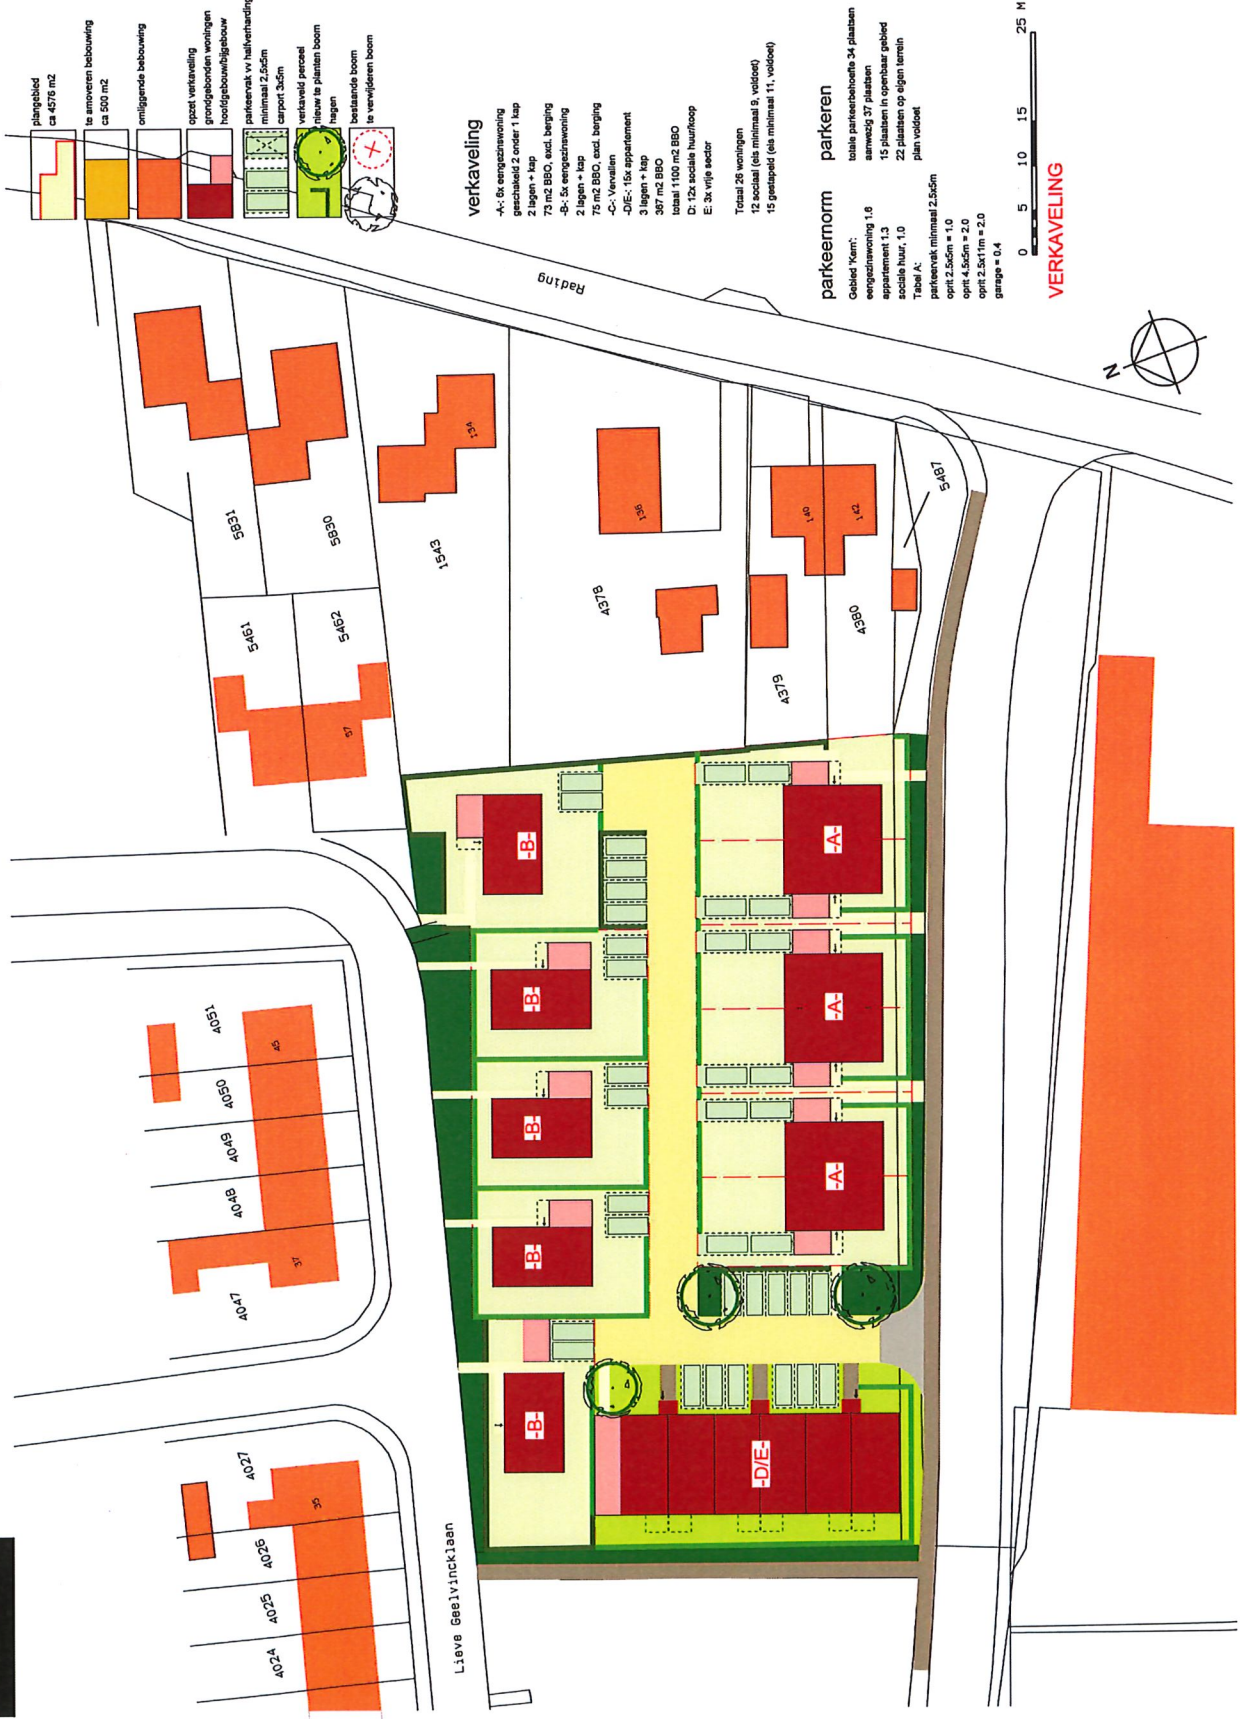 plangebied
ca 4576 m2
te amoveren bebouwing
ca 500 m2
omliggende bebouwing
opzet verkaveling
grondgebonden woningen
hoofdgebouw/bijgebouw
parkeervak vv halfverharding
minimaal 2,5x5m
carport 3x5m
verkaveld perceel
nieuw te planten boom
hagen
bestaande boom
te verwijderen boom
verkaveling
-A-: 6x eengezinswoning
geschakeld 2 onder 1 kap
2 lagen + kap
73 m2 BBO, excl. berging
-B-: 5x eengezinswoning
2 lagen + kap
75 m2 BBO, excl. berging
-C-: Vervallen
-D/E-: 15x appartement
3 lagen + kap
367 m2 BBO
totaal 1100 m2 BBO
D: 12x sociale huur/koop
E: 3x vrije sector
Totaal 26 woningen
12 sociaal (eis minimaal 9, voldoet)
15 gestapeld (eis minimaal 11, voldoet)
parkeernorm
Gebied 'Kern':
eengezinswoning 1.6
appartement 1.3
sociale huur, 1.0
Tabel A:
parkeervak minimaal 2.5x5m
oprit 2.5x5m = 1.0
oprit 4.5x5m = 2.0
oprit 2.5x11m = 2.0
garage = 0.4
parkeren
totale parkeerbehoefte 34 plaatsen
aanwezig 37 plaatsen
15 plaatsen in openbaar gebied
22 plaatsen op eigen terrein
plan voldoet
0 5 10 15 25 M
VERKAVELING
N
Rading
Lieve Geelvincklaan
5831
5830
5461
5462
57
1543
134
4378
136
4379
140
142
4380
5487
4051
45
4050
4049
4048
4047
37
4027
35
4026
4025
4024
-B-
-B-
-B-
-B-
-B-
-A-
-A-
-A-
-D/E-